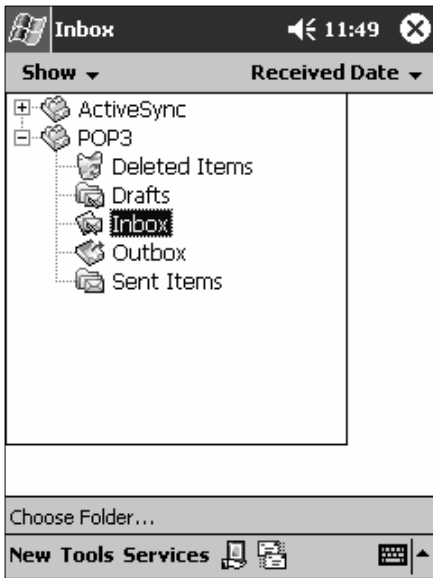 Inbox 11:49
Show Received Date
ActiveSync
POP3
Deleted Items
Drafts
Inbox
Outbox
Sent Items
Choose Folder...
New Tools Services